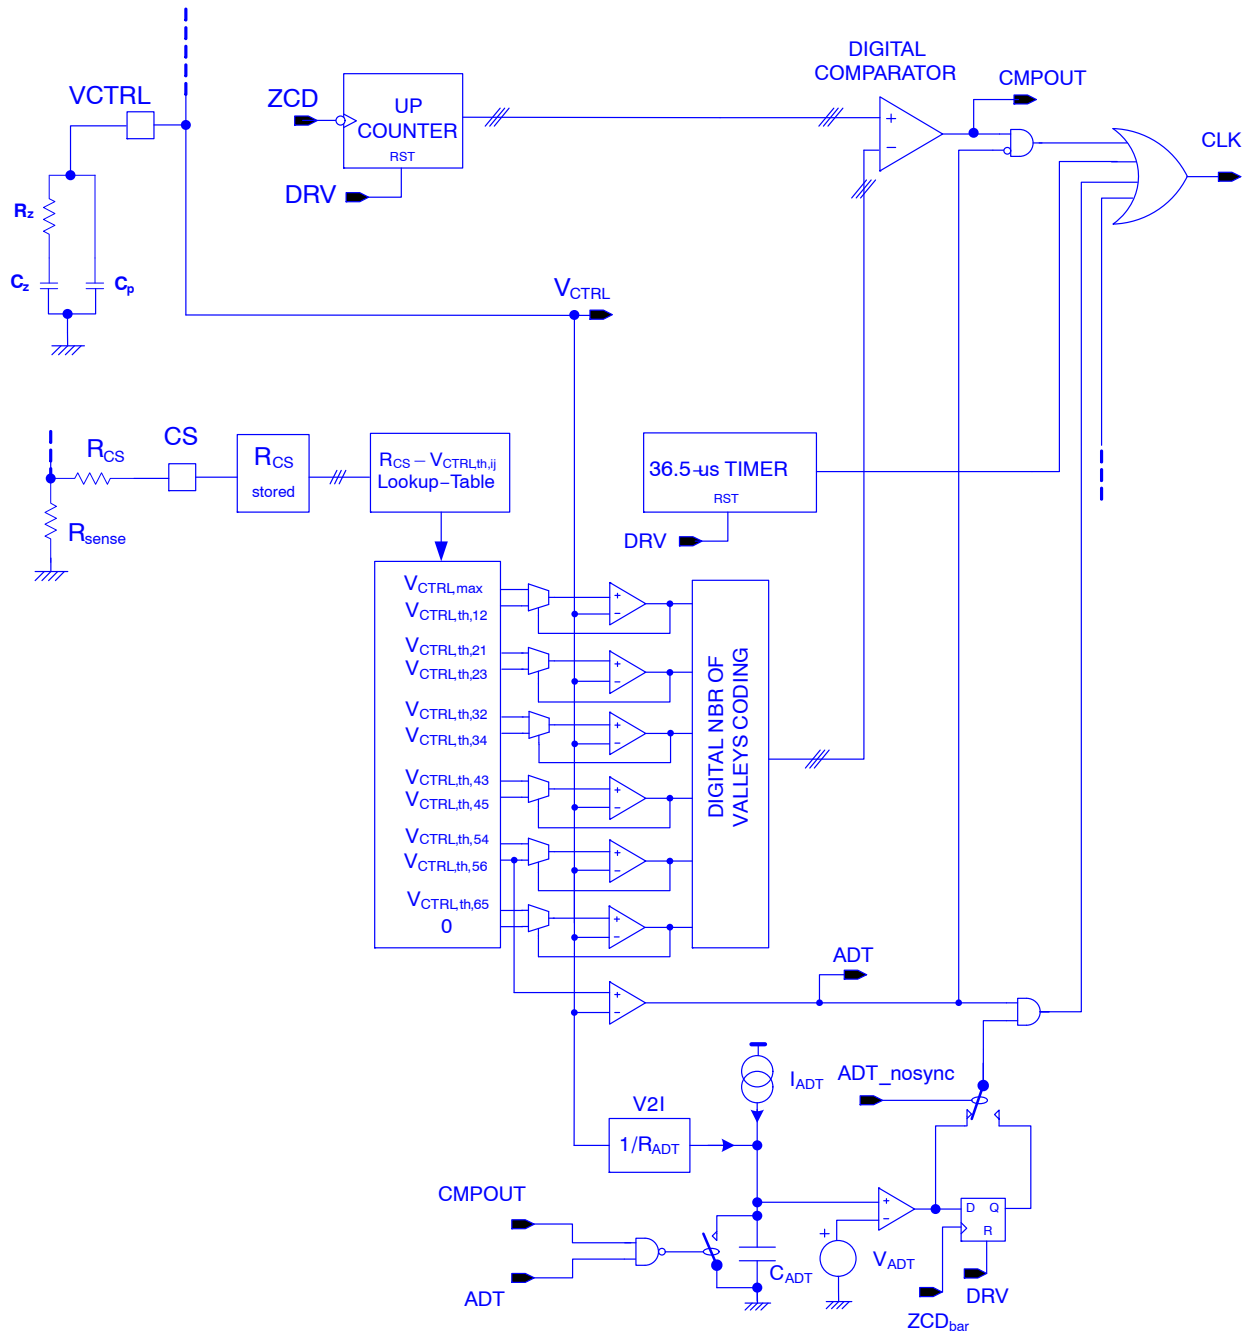 DIGITAL
COMPARATOR
CMPOUT
VCTRL
ZCD
UP
COUNTER
RST
+
−
CLK
DRV
Rz
Cz
Cp
VCTRL
RCS
CS
RCS
stored
RCS − VCTRL,th,ij
Lookup−Table
36.5−us TIMER
RST
Rsense
DRV
VCTRL,max
VCTRL,th,12
+
−
VCTRL,th,21
VCTRL,th,23
+
−
VCTRL,th,32
VCTRL,th,34
+
−
VCTRL,th,43
VCTRL,th,45
+
−
VCTRL,th,54
VCTRL,th,56
+
−
VCTRL,th,65
0
+
−
DIGITAL NBR OF
VALLEYS CODING
ADT
+
−
IADT
ADT_nosync
V2I
1/RADT
CMPOUT
+
−
D Q
R
+
VADT
CADT
ADT
DRV
ZCDbar